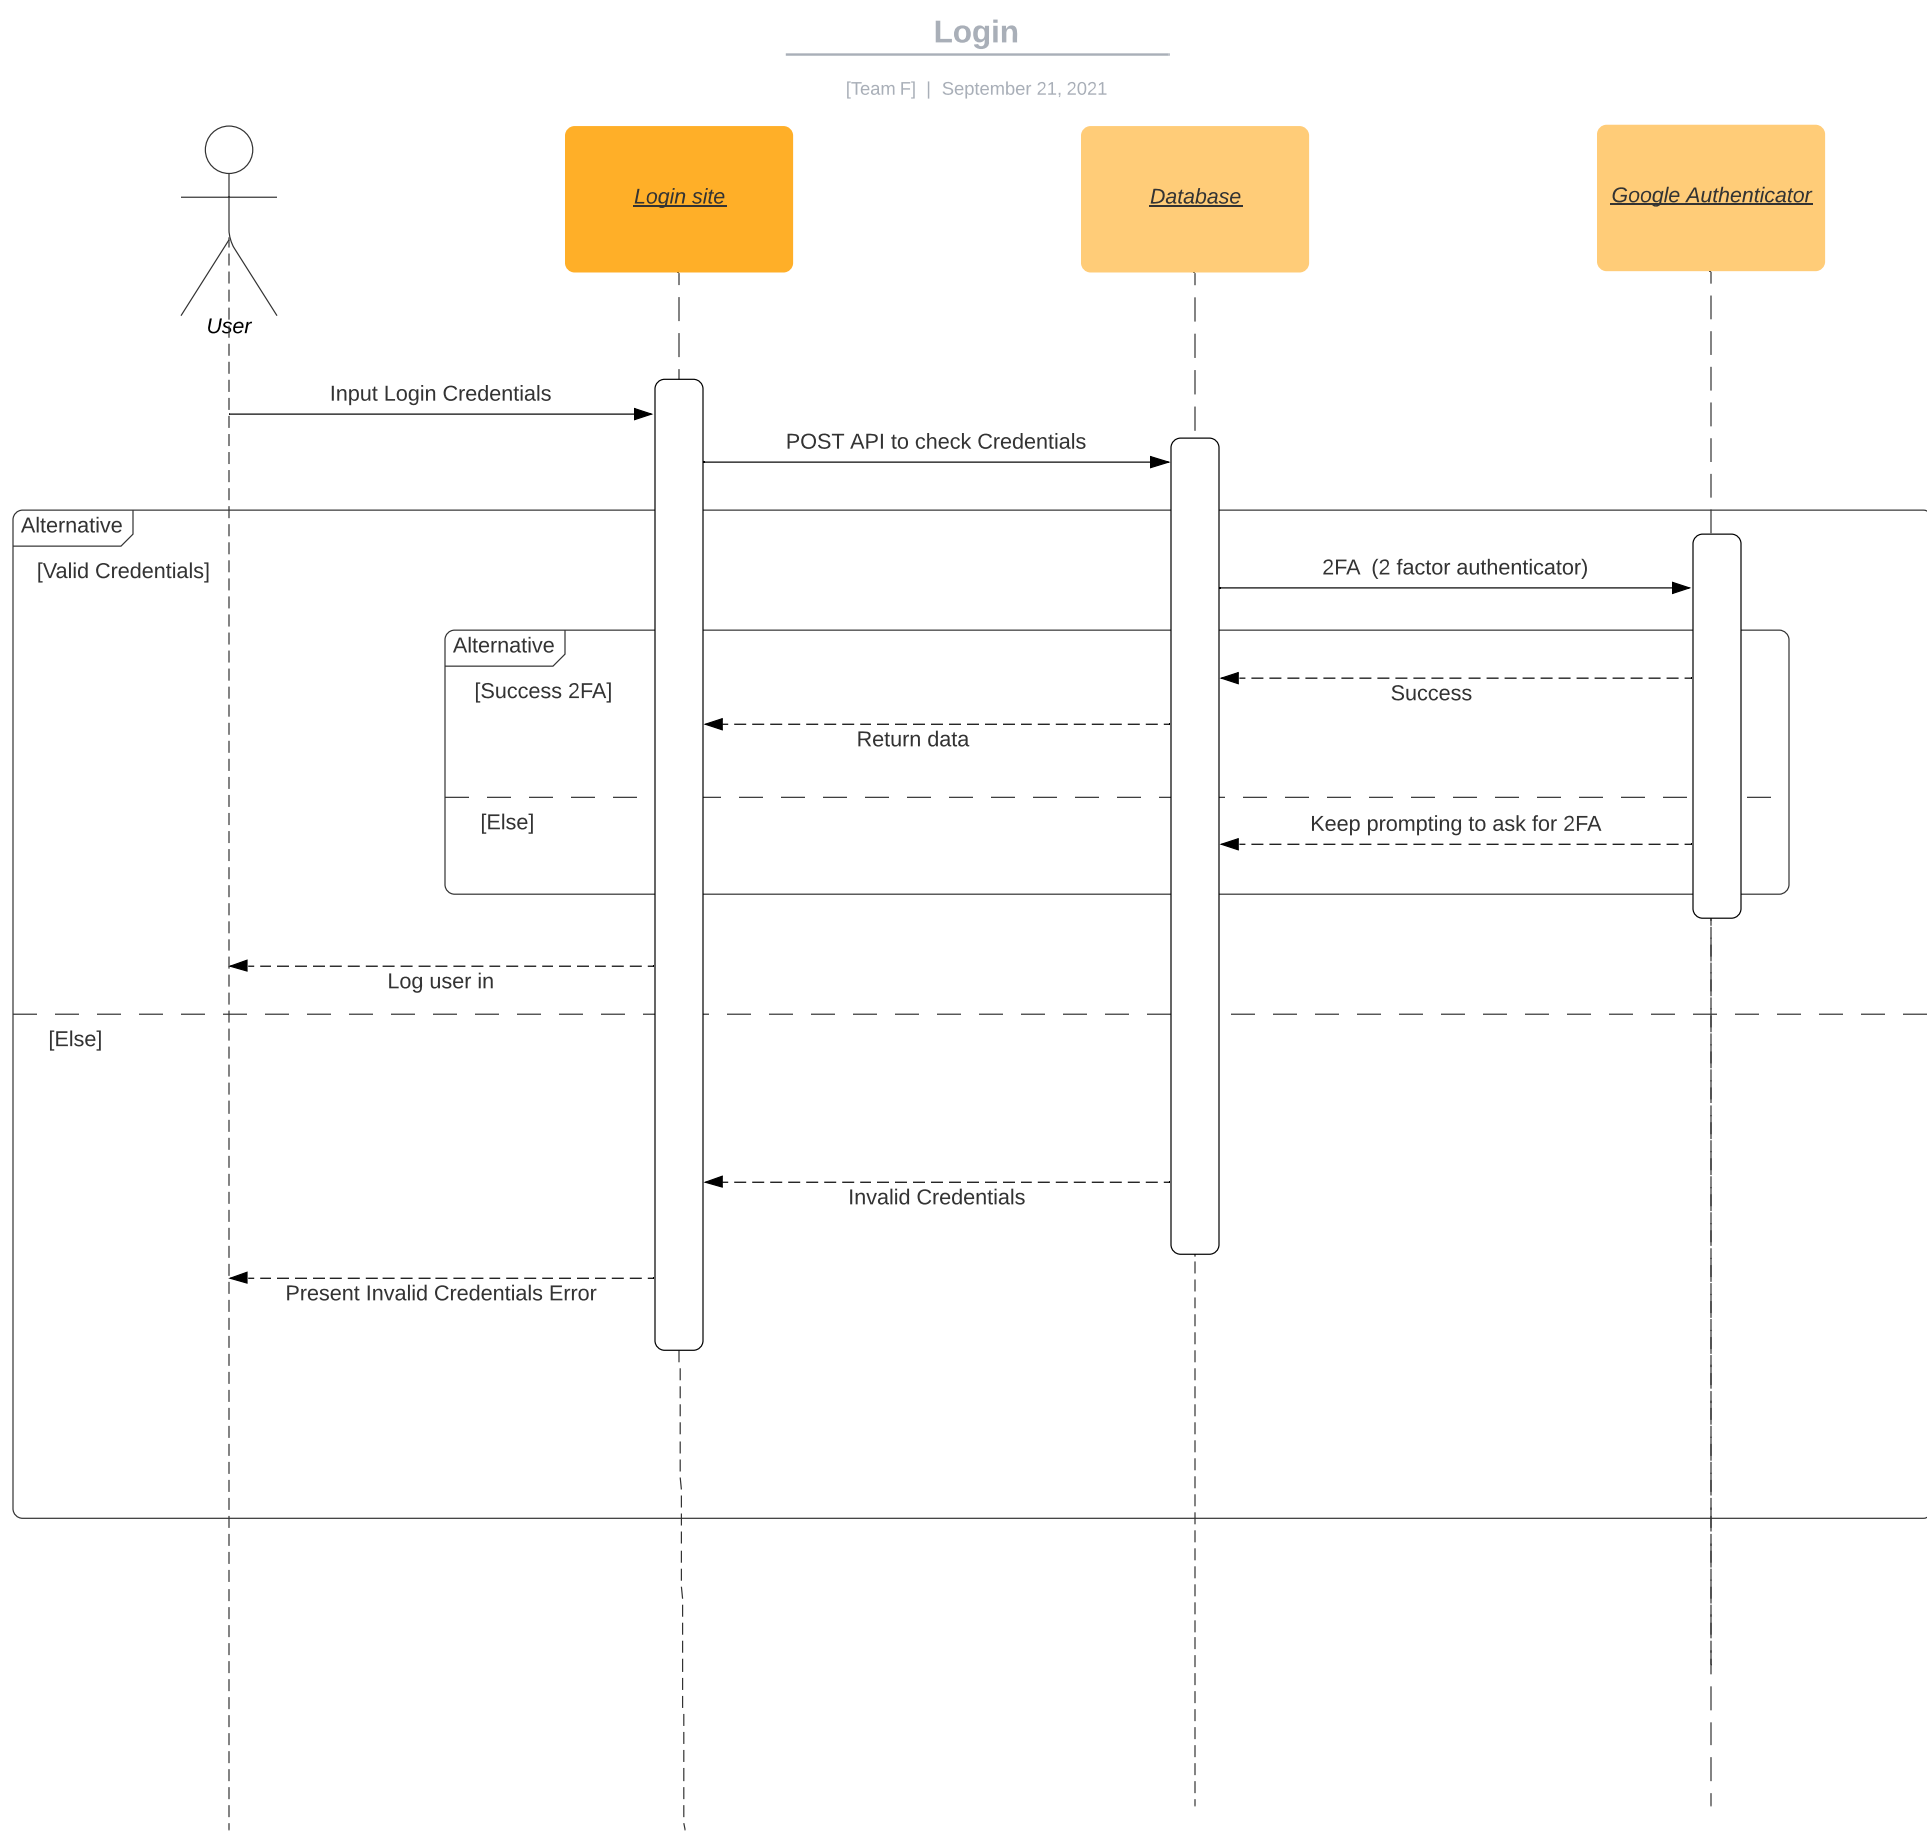 Login
[Team F] | September 21, 2021
Login site
Database
Google Authenticator
User
Input Login Credentials
POST API to check Credentials
Alternative
[Valid Credentials]
2FA  (2 factor authenticator)
Alternative
[Success 2FA]
Success
Return data
[Else]
Keep prompting to ask for 2FA
Log user in
[Else]
Invalid Credentials
Present Invalid Credentials Error